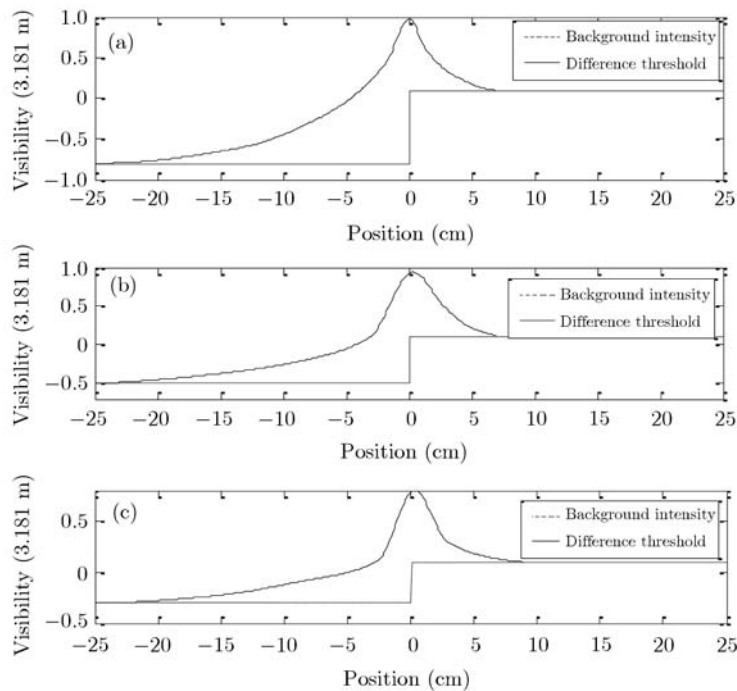 Visibility (3.181 m)
1.0
0.5
0
−0.5
−1.0
(a)
Background intensity
Difference threshold
−25 −20 −15 −10 −5 0 5 10 15 20 25
Position (cm)
Visibility (3.181 m)
1.0
0.5
0
−0.5
(b)
Background intensity
Difference threshold
−25 −20 −15 −10 −5 0 5 10 15 20 25
Position (cm)
Visibility (3.181 m)
0.5
0
−0.5
(c)
Background intensity
Difference threshold
−25 −20 −15 −10 −5 0 5 10 15 20 25
Position (cm)